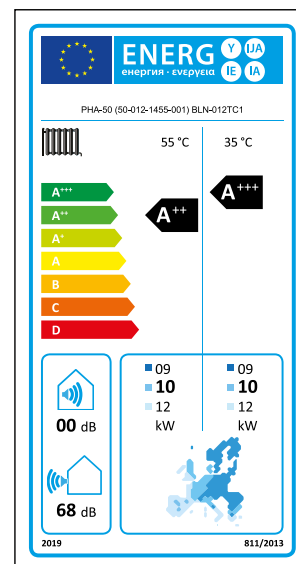 ENERG Y IJA
енергия · ενεργεια IE IA
PHA-50 (50-012-1455-001) BLN-012TC1
55 °C 35 °C
A+++
A++
A+
A
B
C
D
A++
A+++
09 09
10 10
12 12
kW kW
00 dB
68 dB
2019 811/2013